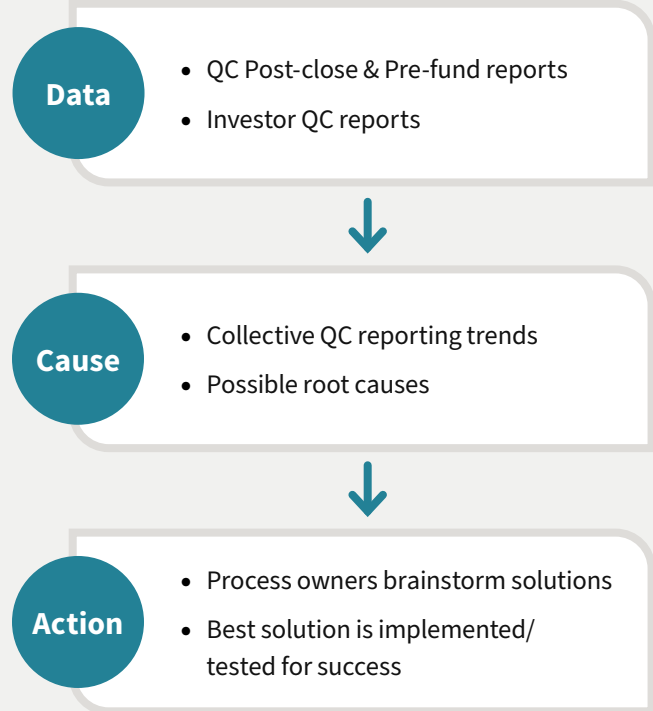 Data
• QC Post-close & Pre-fund reports
• Investor QC reports
Cause
• Collective QC reporting trends
• Possible root causes
Action
• Process owners brainstorm solutions
• Best solution is implemented/
tested for success